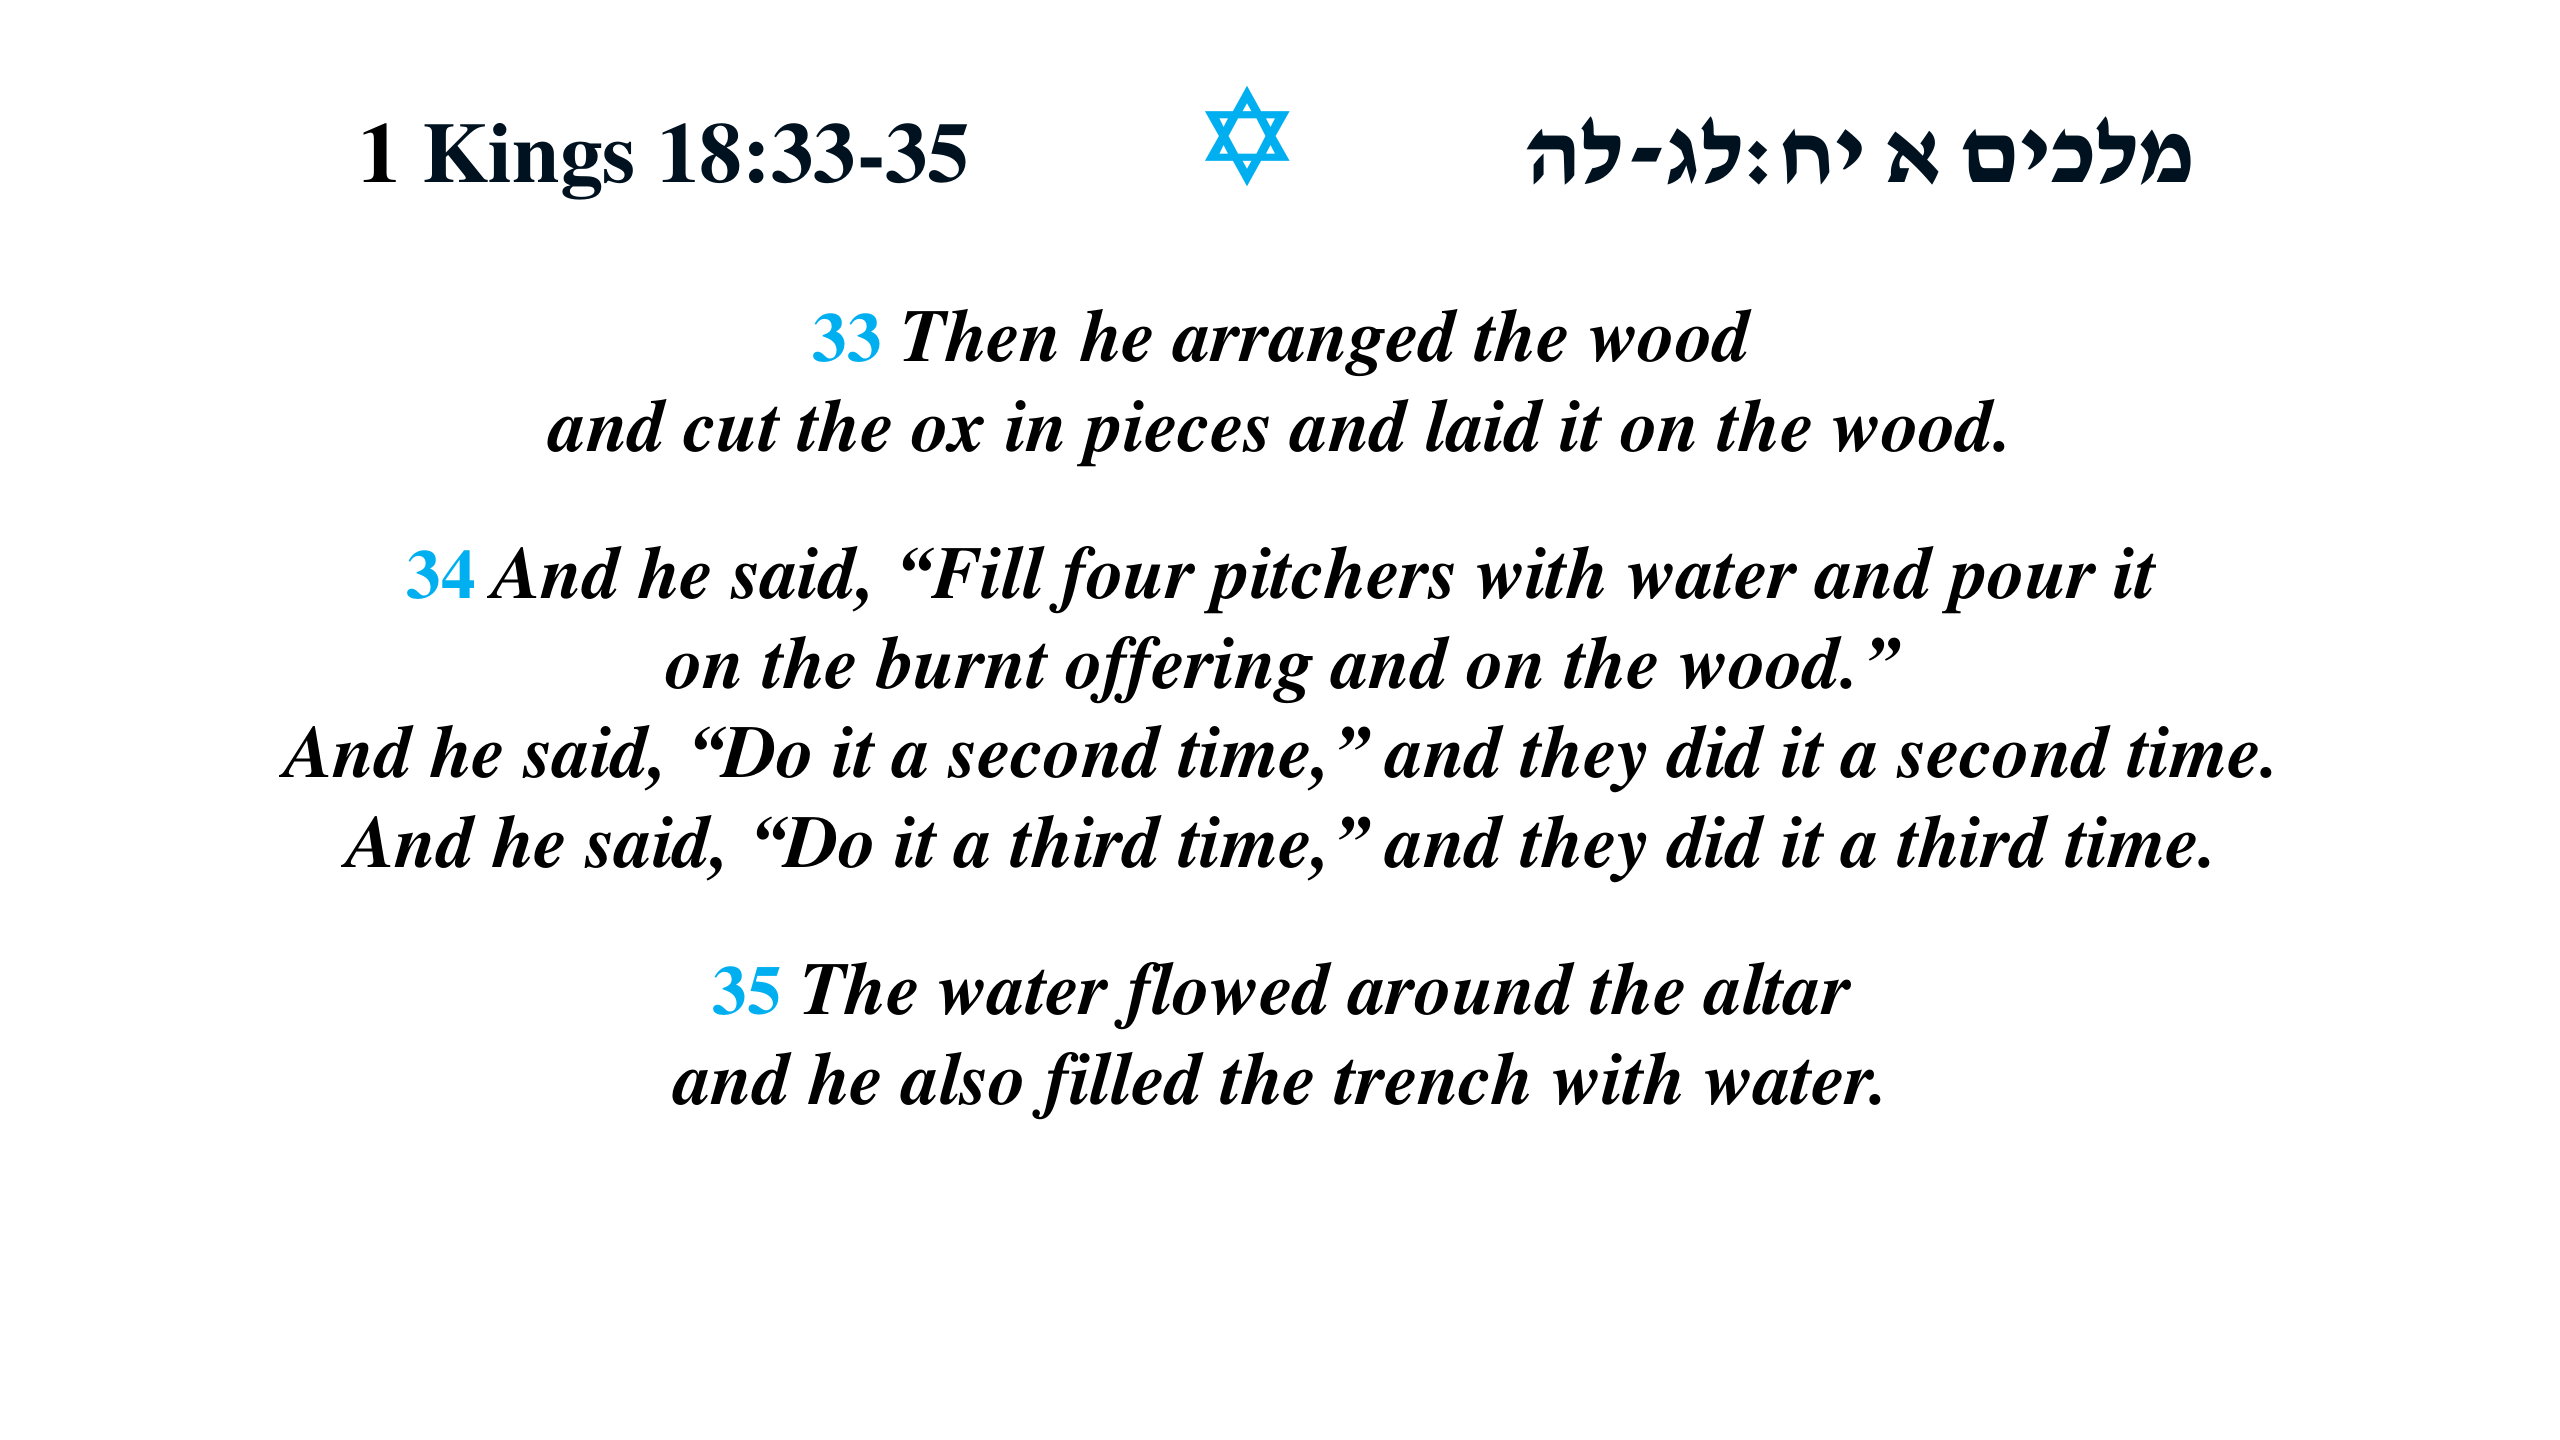 1 Kings 18:33-35 ✡ מלכים א יח:לג-לה
33 Then he arranged the wood
and cut the ox in pieces and laid it on the wood.
34 And he said, “Fill four pitchers with water and pour it
on the burnt offering and on the wood.”
And he said, “Do it a second time,” and they did it a second time.
And he said, “Do it a third time,” and they did it a third time.
35 The water flowed around the altar
and he also filled the trench with water.